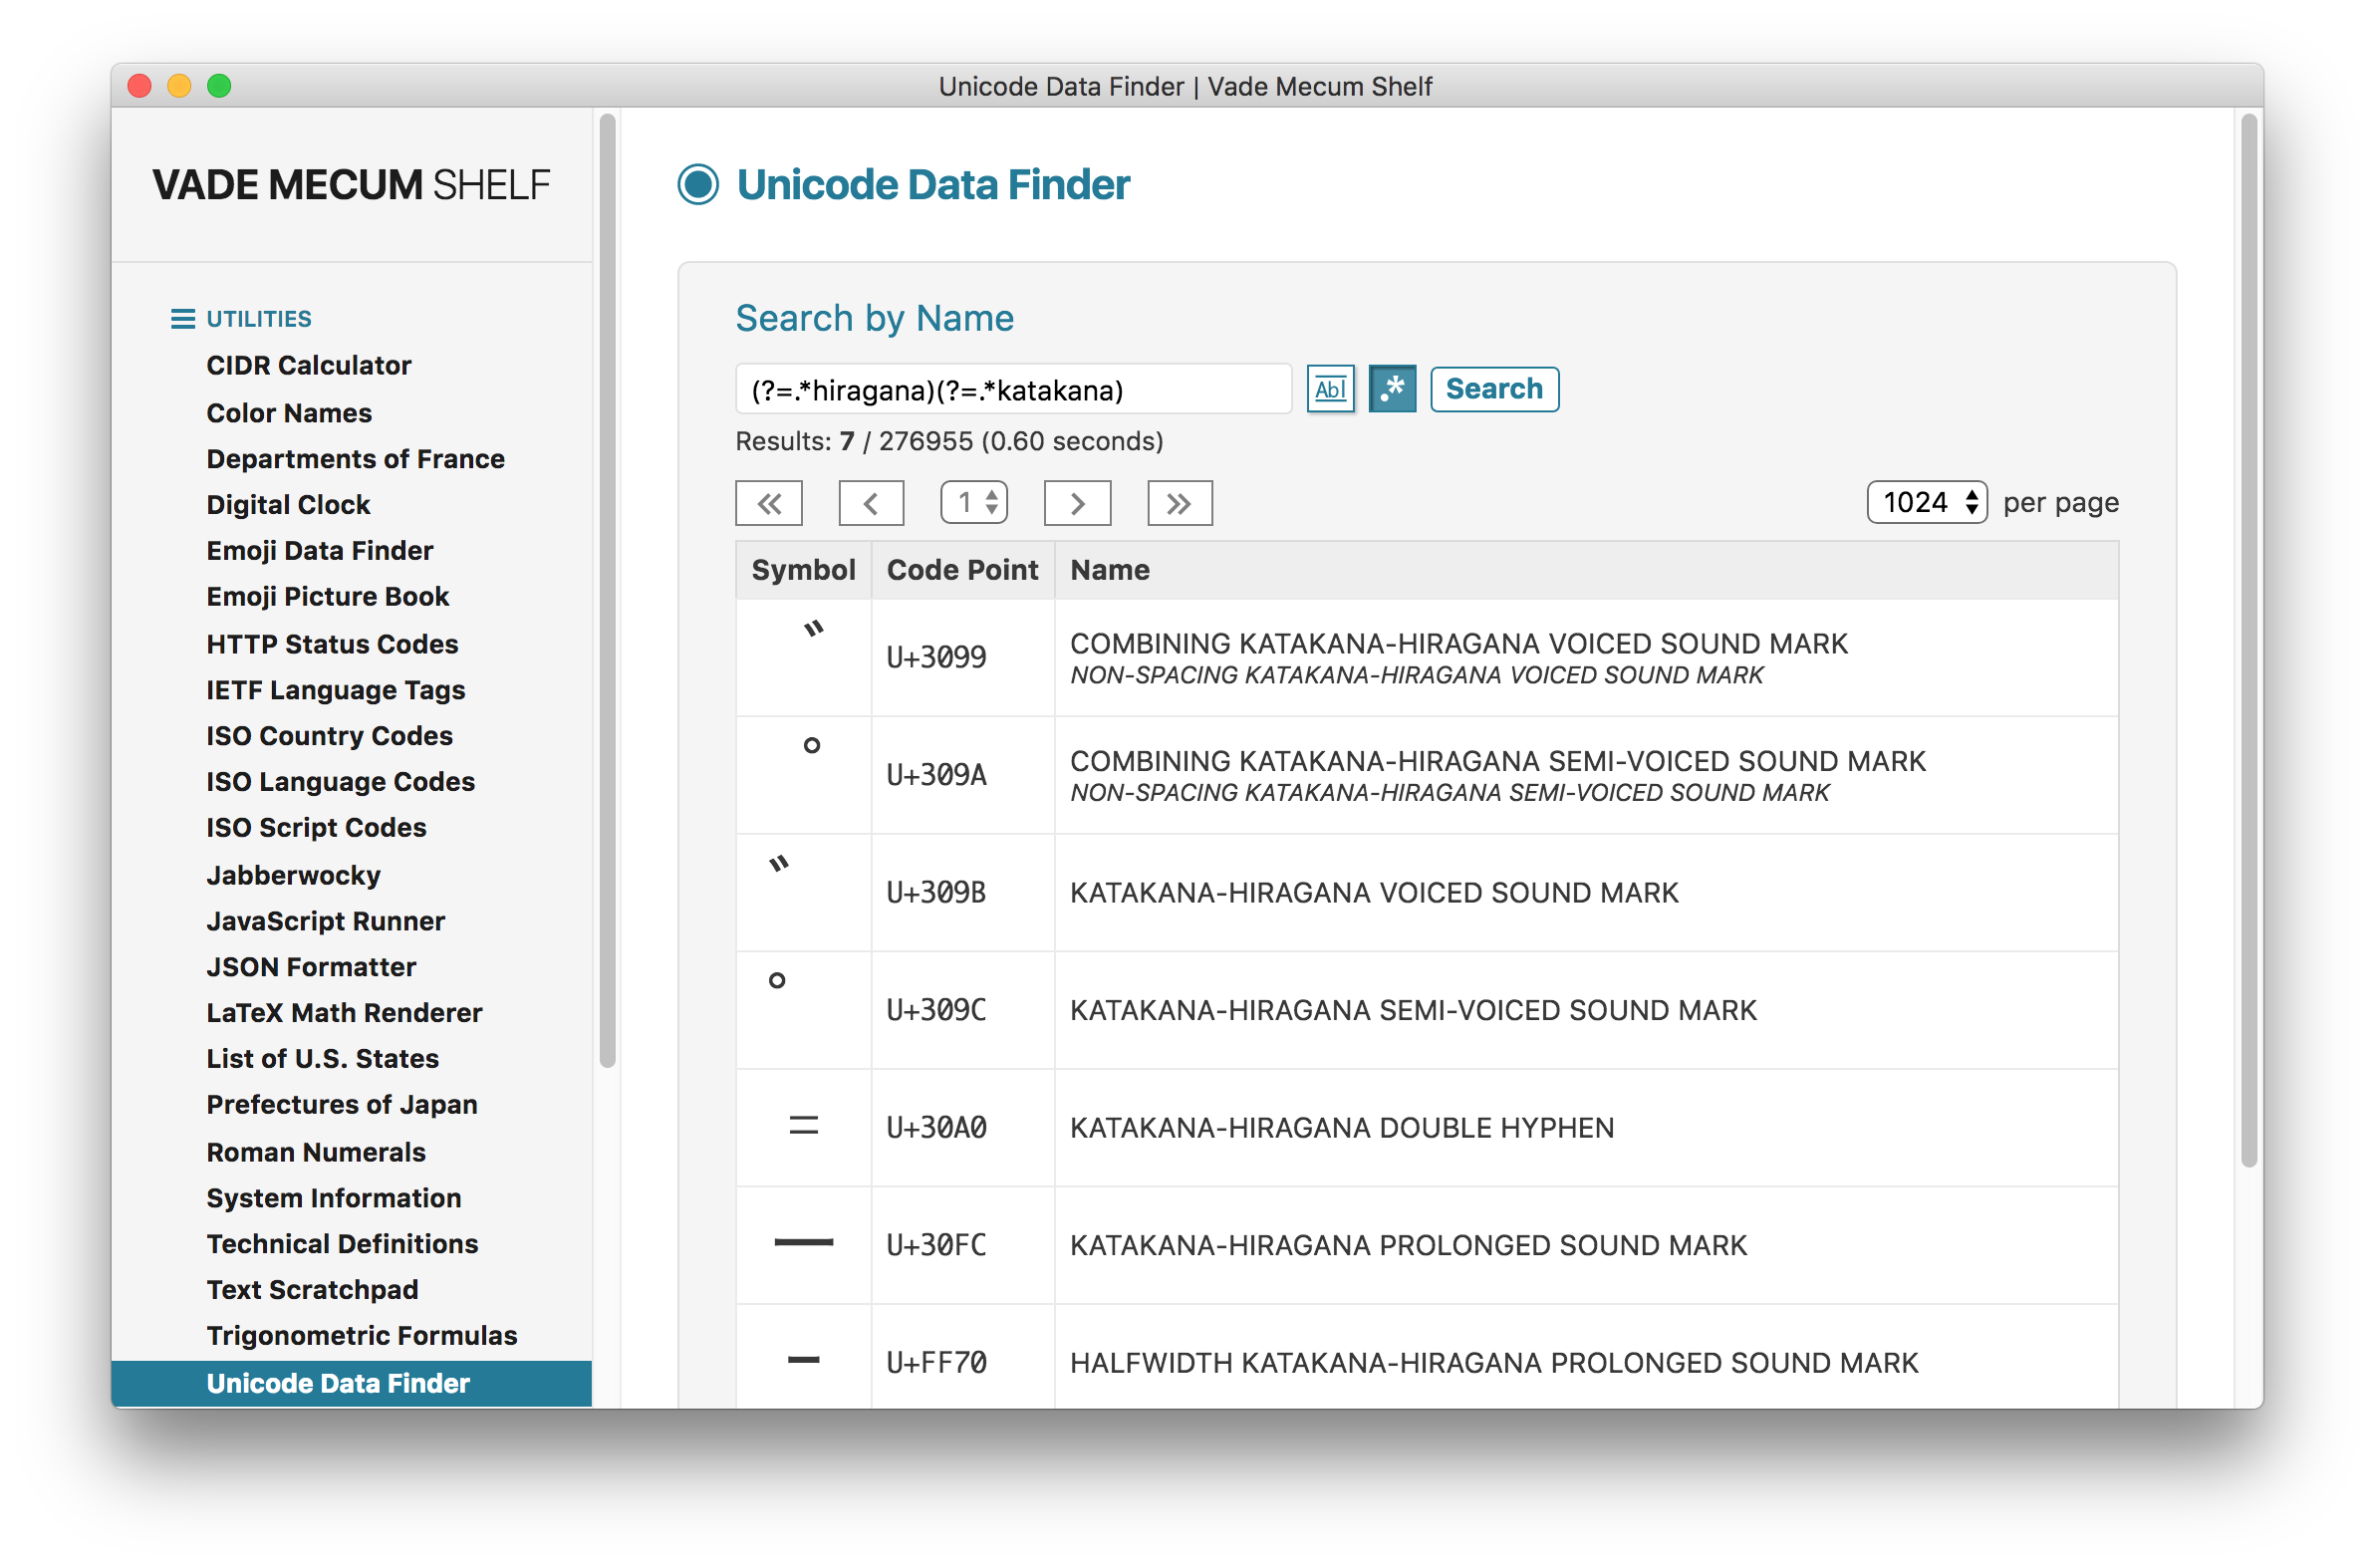 Unicode Data Finder | Vade Mecum Shelf
VADE MECUM SHELF
UTILITIES
CIDR Calculator
Color Names
Departments of France
Digital Clock
Emoji Data Finder
Emoji Picture Book
HTTP Status Codes
IETF Language Tags
ISO Country Codes
ISO Language Codes
ISO Script Codes
Jabberwocky
JavaScript Runner
JSON Formatter
LaTeX Math Renderer
List of U.S. States
Prefectures of Japan
Roman Numerals
System Information
Technical Definitions
Text Scratchpad
Trigonometric Formulas
Unicode Data Finder
Unicode Data Finder
Search by Name
(?=.*hiragana)(?=.*katakana) Abl .* Search
Results: 7 / 276955 (0.60 seconds)
« ‹ 1 › » 1024 per page
Symbol Code Point Name
゙ U+3099 COMBINING KATAKANA-HIRAGANA VOICED SOUND MARK
NON-SPACING KATAKANA-HIRAGANA VOICED SOUND MARK
゚ U+309A COMBINING KATAKANA-HIRAGANA SEMI-VOICED SOUND MARK
NON-SPACING KATAKANA-HIRAGANA SEMI-VOICED SOUND MARK
゛ U+309B KATAKANA-HIRAGANA VOICED SOUND MARK
゜ U+309C KATAKANA-HIRAGANA SEMI-VOICED SOUND MARK
゠ U+30A0 KATAKANA-HIRAGANA DOUBLE HYPHEN
ー U+30FC KATAKANA-HIRAGANA PROLONGED SOUND MARK
ー U+FF70 HALFWIDTH KATAKANA-HIRAGANA PROLONGED SOUND MARK